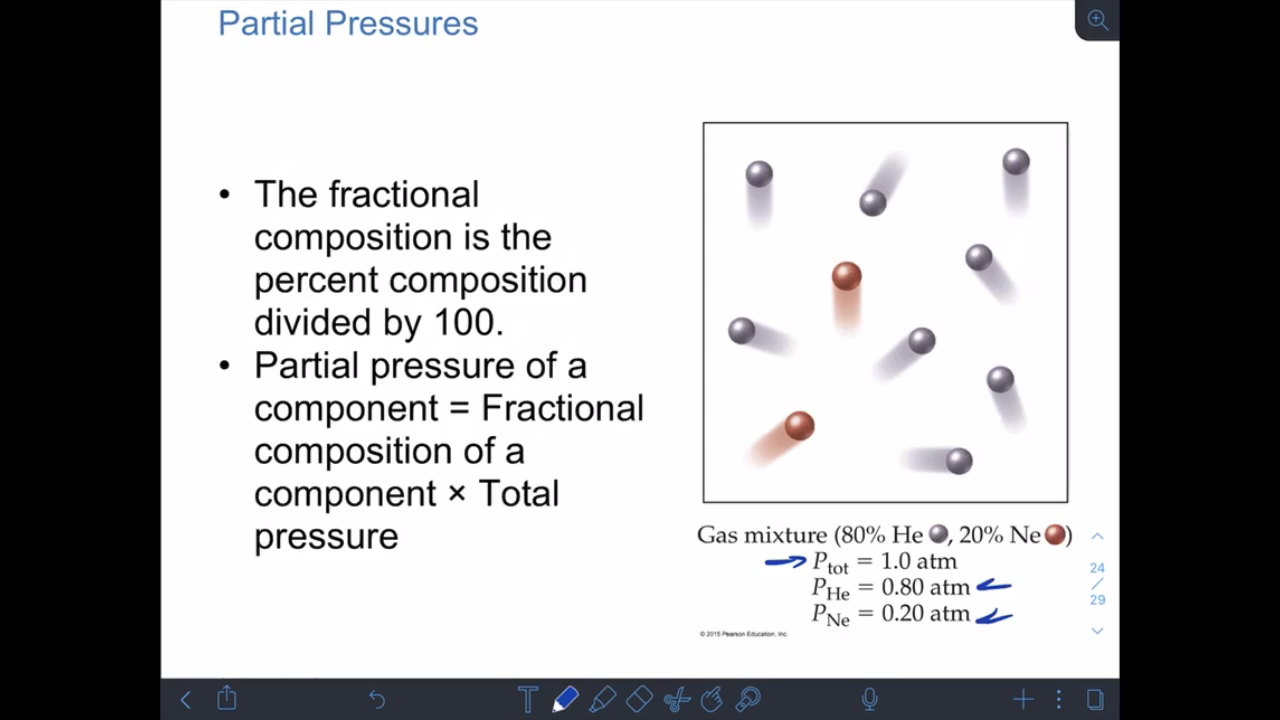 Partial Pressures
• The fractional
composition is the
percent composition
divided by 100.
• Partial pressure of a
component = Fractional
composition of a
component × Total
pressure
Gas mixture (80% He, 20% Ne)
Ptot = 1.0 atm
PHe = 0.80 atm
PNe = 0.20 atm
© 2015 Pearson Education, Inc.
24
/
29
T